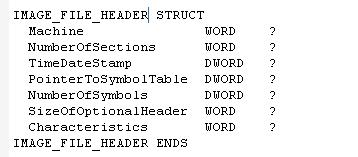 IMAGE_FILE_HEADER STRUCT
  Machine               WORD    ?
  NumberOfSections      WORD    ?
  TimeDateStamp         DWORD   ?
  PointerToSymbolTable  DWORD   ?
  NumberOfSymbols       DWORD   ?
  SizeOfOptionalHeader  WORD    ?
  Characteristics       WORD    ?
IMAGE_FILE_HEADER ENDS